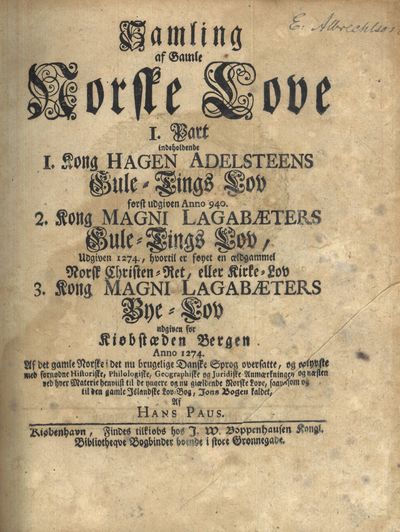 E. Albrechtson
Samling
af Gamle
Norske Love
I. Part
indeholdende
1. Kong HAGEN ADELSTEENS
Gule-Tings Lov
først udgiven Anno 940.
2. Kong MAGNI LAGABÆTERS
Gule-Tings Lov,
Udgiven 1274, hvortil er føyet en ældgammel
Norsk Christen-Ret, eller Kirke-Lov
3. Kong MAGNI LAGABÆTERS
Bye-Lov
udgiven for
Kiøbstæden Bergen
Anno 1274.
Af det gamle Norske i det nu brugelige Danske Sprog oversatte, og oplyste
med fornødne Historiske, Philologiske, Geographiske og Juridiske Anmærkninger og næsten
ved hver Materie henviist til de yngere og nu giældende Norske Love, saavelsom og
til den gamle Islandske Lov-Bog, Jons Bogen kaldet,
Af
HANS PAUS.
Kiøbenhavn, Findes tilkiøbs hos J. W. Boppenhausen Kongl.
Bibliotheqve Bogbinder boende i store Grønnegade.